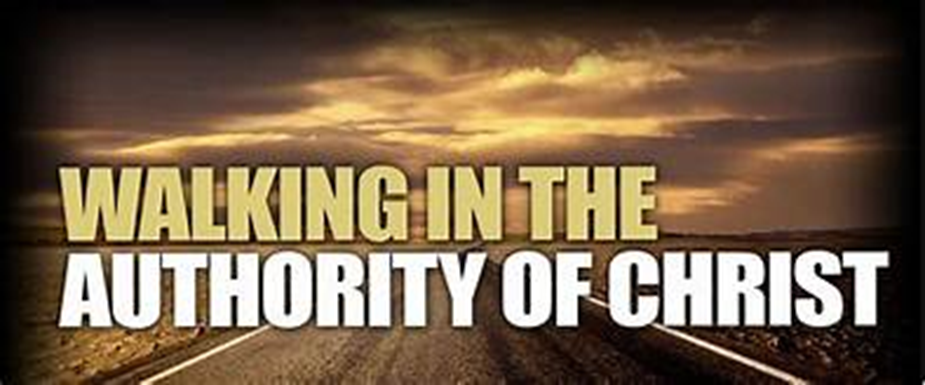 WALKING IN THE
AUTHORITY OF CHRIST